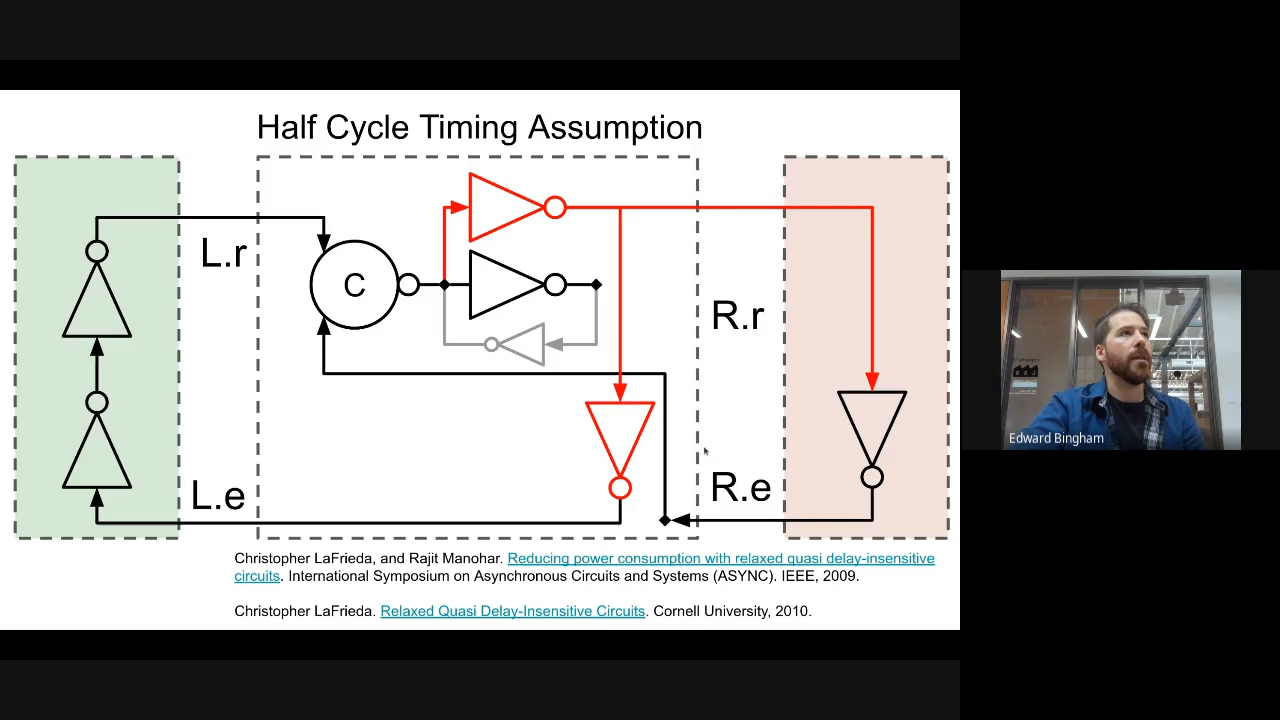 Half Cycle Timing Assumption
L.r
C
R.r
L.e
R.e
Christopher LaFrieda, and Rajit Manohar. Reducing power consumption with relaxed quasi delay-insensitive
circuits. International Symposium on Asynchronous Circuits and Systems (ASYNC). IEEE, 2009.
Christopher LaFrieda. Relaxed Quasi Delay-Insensitive Circuits. Cornell University, 2010.
Edward Bingham